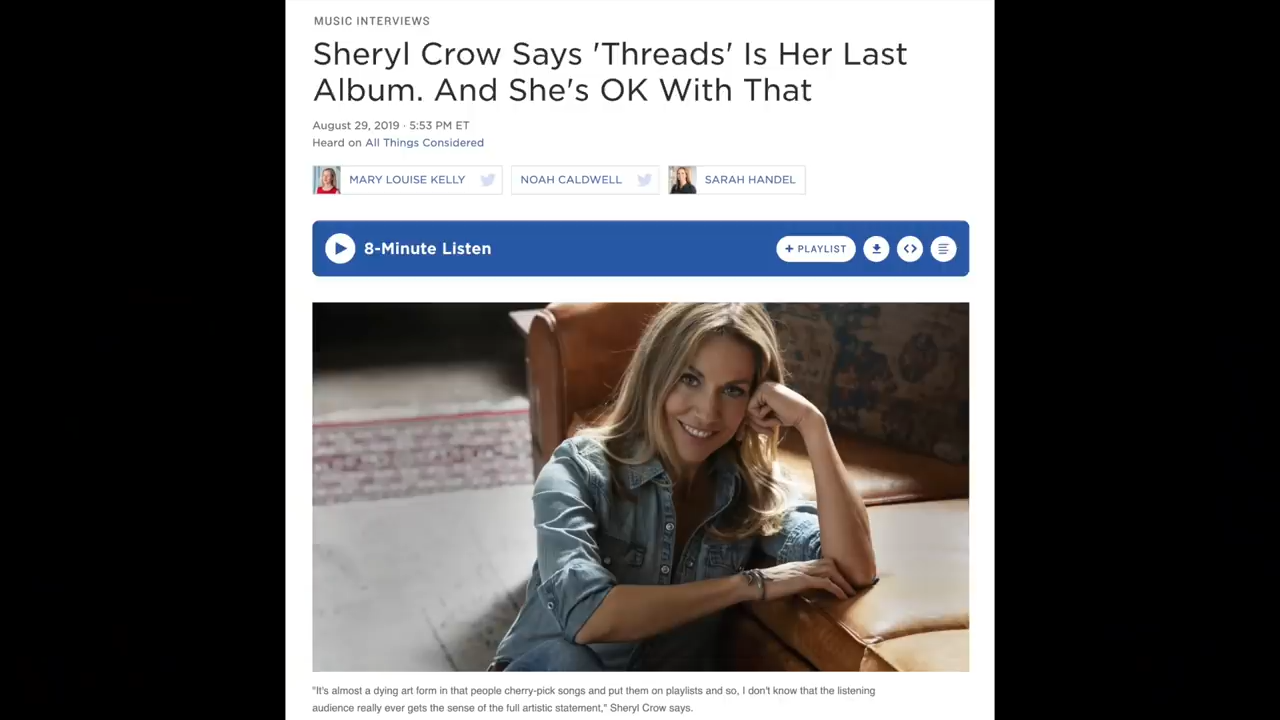 MUSIC INTERVIEWS
Sheryl Crow Says 'Threads' Is Her Last
Album. And She's OK With That
August 29, 2019 · 5:53 PM ET
Heard on All Things Considered
MARY LOUISE KELLY NOAH CALDWELL SARAH HANDEL
8-Minute Listen + PLAYLIST
"It's almost a dying art form in that people cherry-pick songs and put them on playlists and so, I don't know that the listening
audience really ever gets the sense of the full artistic statement," Sheryl Crow says.